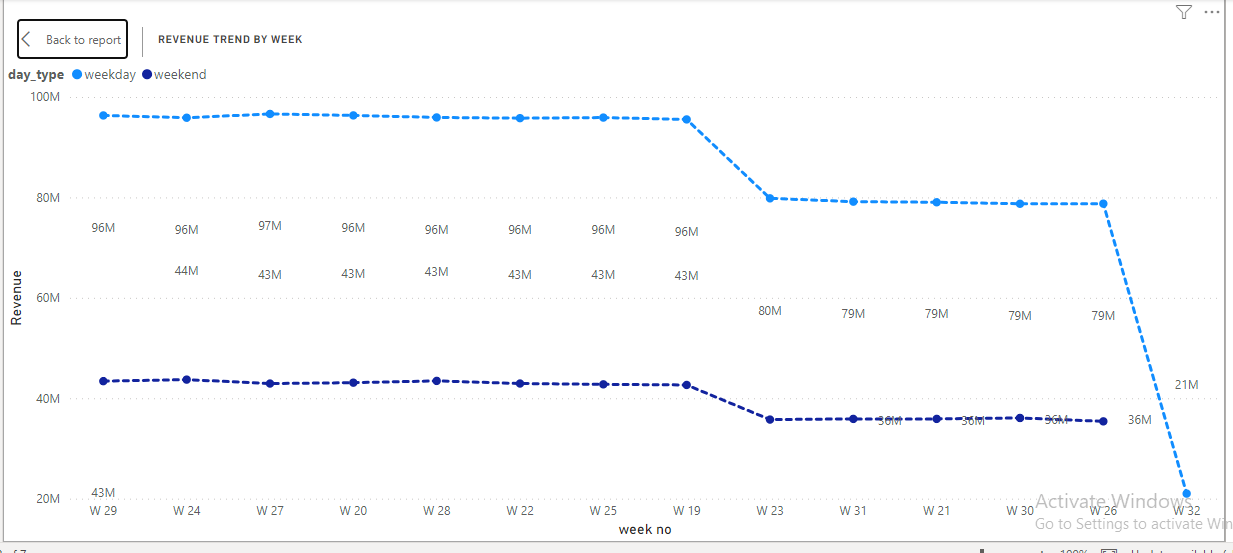 Back to report
REVENUE TREND BY WEEK
day_type weekday weekend
100M
80M
96M 96M 97M 96M 96M 96M 96M 96M
44M 43M 43M 43M 43M 43M 43M
Revenue
60M
80M 79M 79M 79M 79M
21M
40M
36M 36M 36M 36M
43M
20M
W 29 W 24 W 27 W 20 W 28 W 22 W 25 W 19 W 23 W 31 W 21 W 30 W 26 W 32
week no
Activate Windows
Go to Settings to activate Win